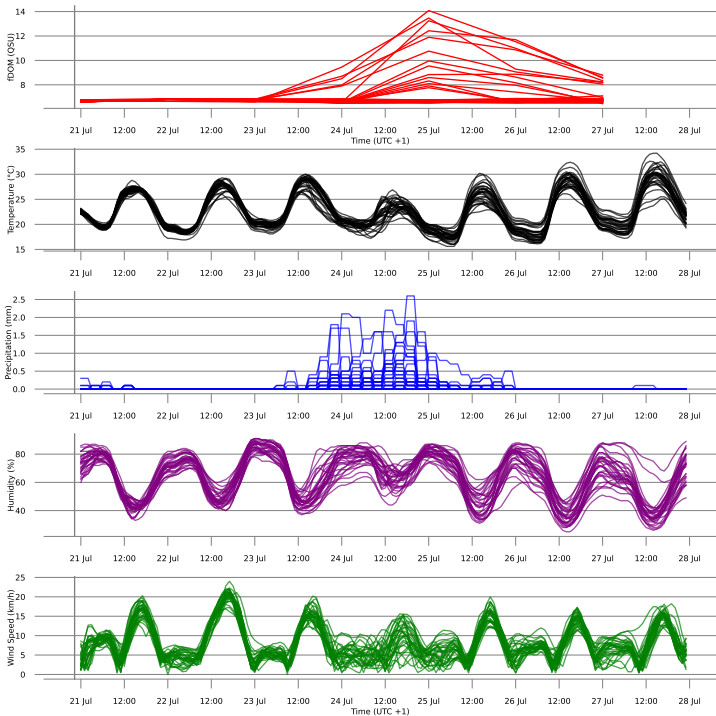 14
12
10
8
fDOM (QSU)
21 Jul 12:00 22 Jul 12:00 23 Jul 12:00 24 Jul 12:00 25 Jul 12:00 26 Jul 12:00 27 Jul 12:00 28 Jul
Time (UTC +1)
35
30
25
20
15
Temperature (°C)
21 Jul 12:00 22 Jul 12:00 23 Jul 12:00 24 Jul 12:00 25 Jul 12:00 26 Jul 12:00 27 Jul 12:00 28 Jul
2.5
2.0
1.5
1.0
0.5
0.0
Precipitation (mm)
21 Jul 12:00 22 Jul 12:00 23 Jul 12:00 24 Jul 12:00 25 Jul 12:00 26 Jul 12:00 27 Jul 12:00 28 Jul
80
60
40
Humidity (%)
21 Jul 12:00 22 Jul 12:00 23 Jul 12:00 24 Jul 12:00 25 Jul 12:00 26 Jul 12:00 27 Jul 12:00 28 Jul
25
20
15
10
5
0
Wind Speed (km/h)
21 Jul 12:00 22 Jul 12:00 23 Jul 12:00 24 Jul 12:00 25 Jul 12:00 26 Jul 12:00 27 Jul 12:00 28 Jul
Time (UTC +1)